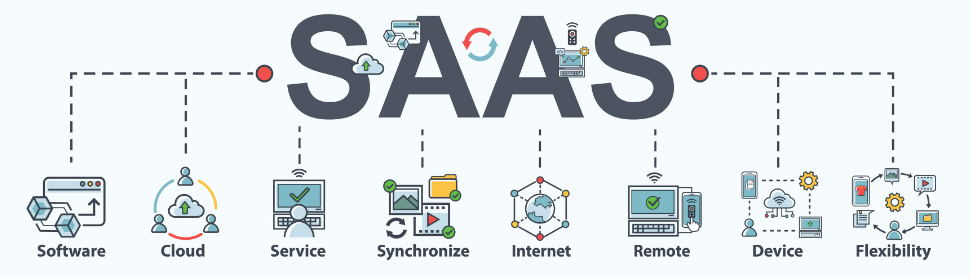 SAAS
Software Cloud Service Synchronize Internet Remote Device Flexibility